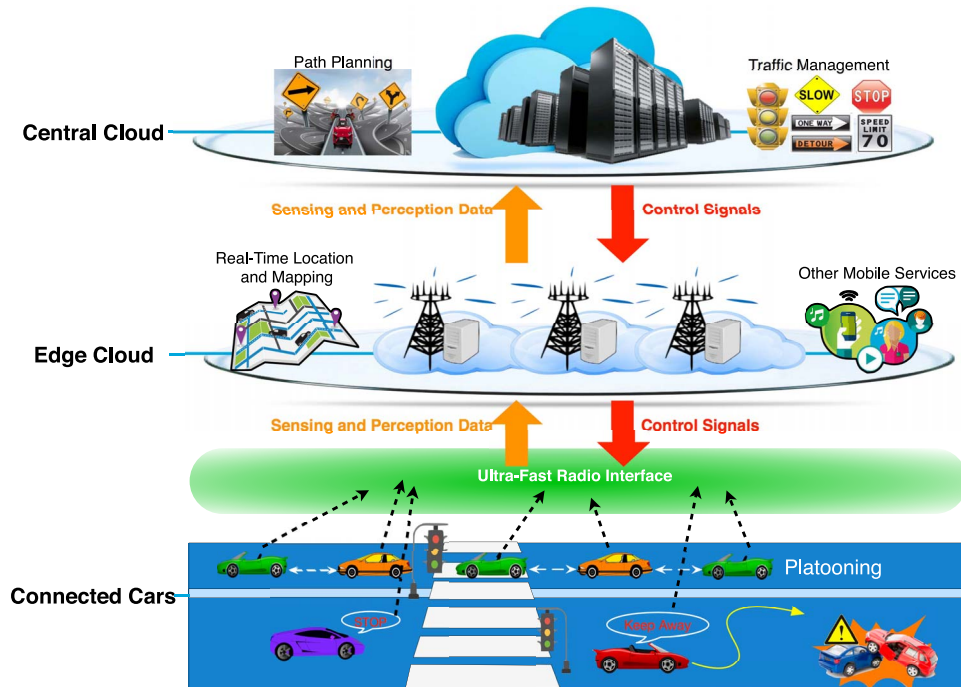 Path Planning
Traffic Management
SLOW
STOP
ONE WAY
SPEED
LIMIT
70
DETOUR
Central Cloud
Sensing and Perception Data
Control Signals
Real-Time Location
and Mapping
Other Mobile Services
Edge Cloud
Sensing and Perception Data
Control Signals
Ultra-Fast Radio Interface
Platooning
Connected Cars
STOP
Keep Away